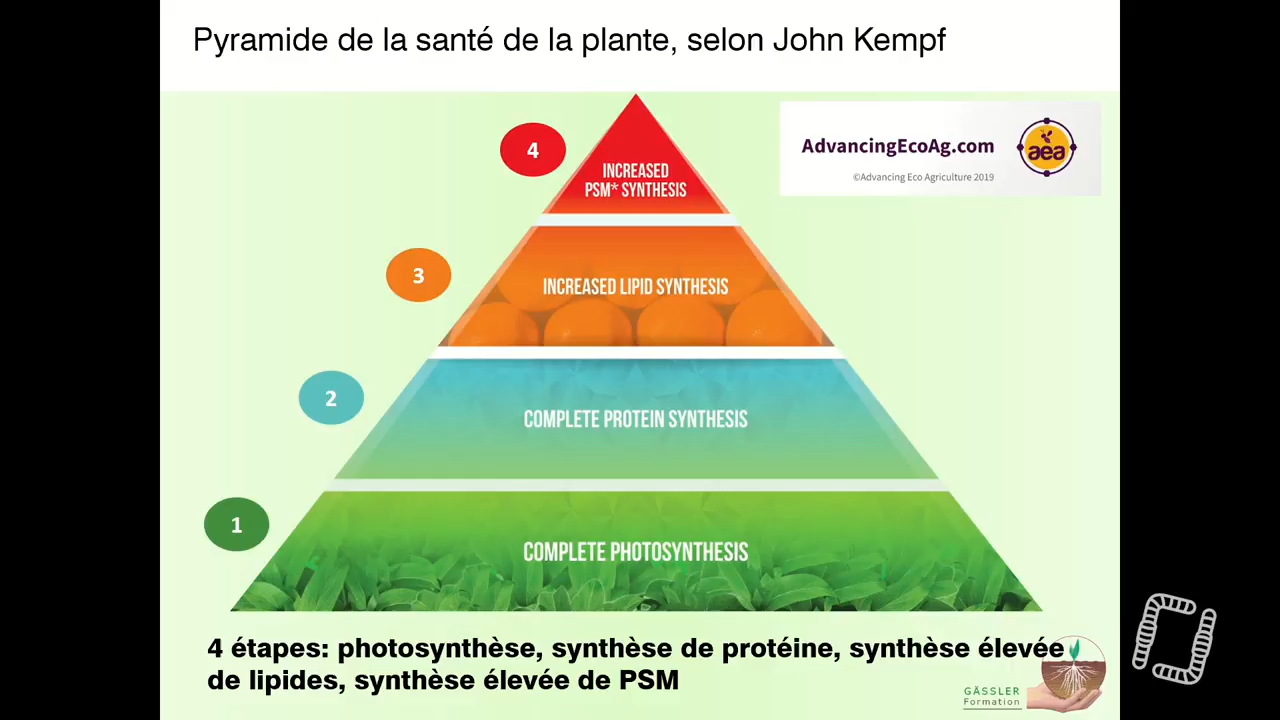 Pyramide de la santé de la plante, selon John Kempf
AdvancingEcoAg.com
aea
©Advancing Eco Agriculture 2019
4
INCREASED
PSM* SYNTHESIS
3
INCREASED LIPID SYNTHESIS
2
COMPLETE PROTEIN SYNTHESIS
1
COMPLETE PHOTOSYNTHESIS
4 étapes: photosynthèse, synthèse de protéine, synthèse élevée
de lipides, synthèse élevée de PSM
GÄSSLER
Formation